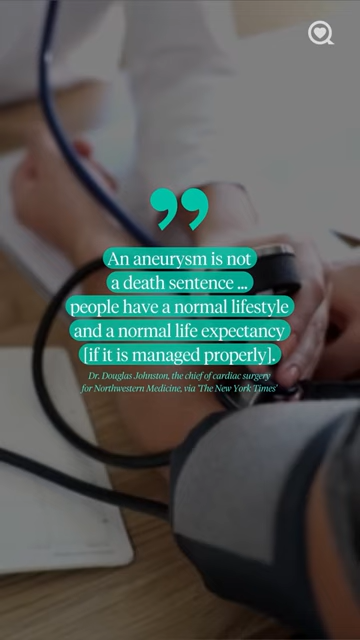 ”
An aneurysm is not
a death sentence ...
people have a normal lifestyle
and a normal life expectancy
[if it is managed properly].
Dr. Douglas Johnston, the chief of cardiac surgery
for Northwestern Medicine, via 'The New York Times'